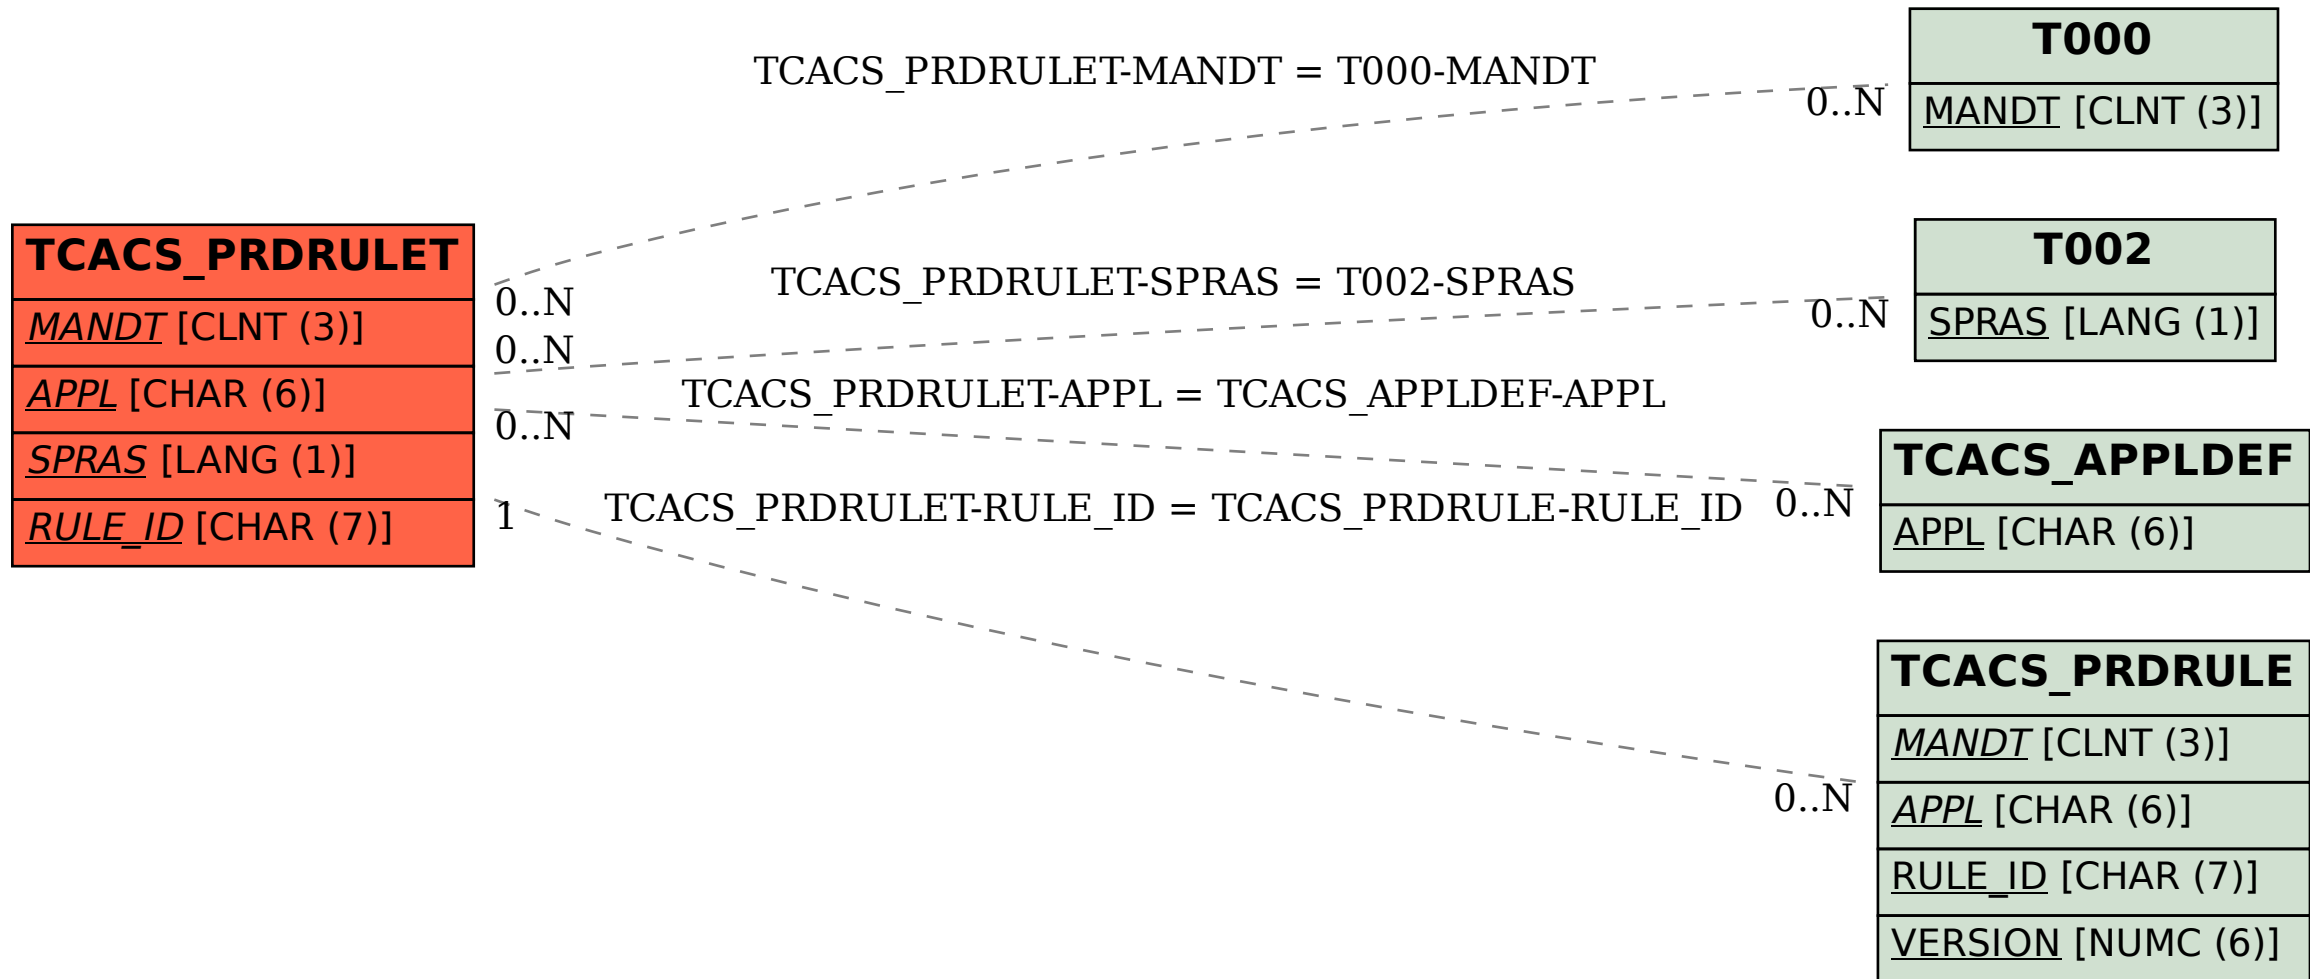 TCACS_PRDRULET
MANDT [CLNT (3)]
APPL [CHAR (6)]
SPRAS [LANG (1)]
RULE_ID [CHAR (7)]
TCACS_PRDRULET-MANDT = T000-MANDT
0..N
0..N
TCACS_PRDRULET-SPRAS = T002-SPRAS
0..N
0..N
TCACS_PRDRULET-APPL = TCACS_APPLDEF-APPL
0..N
0..N
TCACS_PRDRULET-RULE_ID = TCACS_PRDRULE-RULE_ID
1
0..N
T000
MANDT [CLNT (3)]
T002
SPRAS [LANG (1)]
TCACS_APPLDEF
APPL [CHAR (6)]
TCACS_PRDRULE
MANDT [CLNT (3)]
APPL [CHAR (6)]
RULE_ID [CHAR (7)]
VERSION [NUMC (6)]